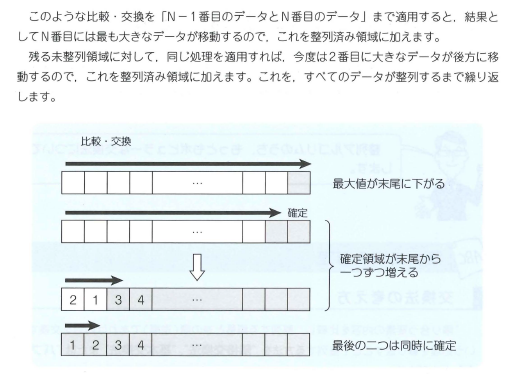 このような比較・交換を「N－1番目のデータとN番目のデータ」まで適用すると，結果と
してN番目には最も大きなデータが移動するので，これを整列済み領域に加えます。
残る未整列領域に対して，同じ処理を適用すれば，今度は2番目に大きなデータが後方に移
動するので，これを整列済み領域に加えます。これを，すべてのデータが整列するまで繰り返
します。
比較・交換
…
最大値が末尾に下がる
確定
…
確定領域が末尾から
一つずつ増える
2 1 3 4 …
1 2 3 4 …
最後の二つは同時に確定